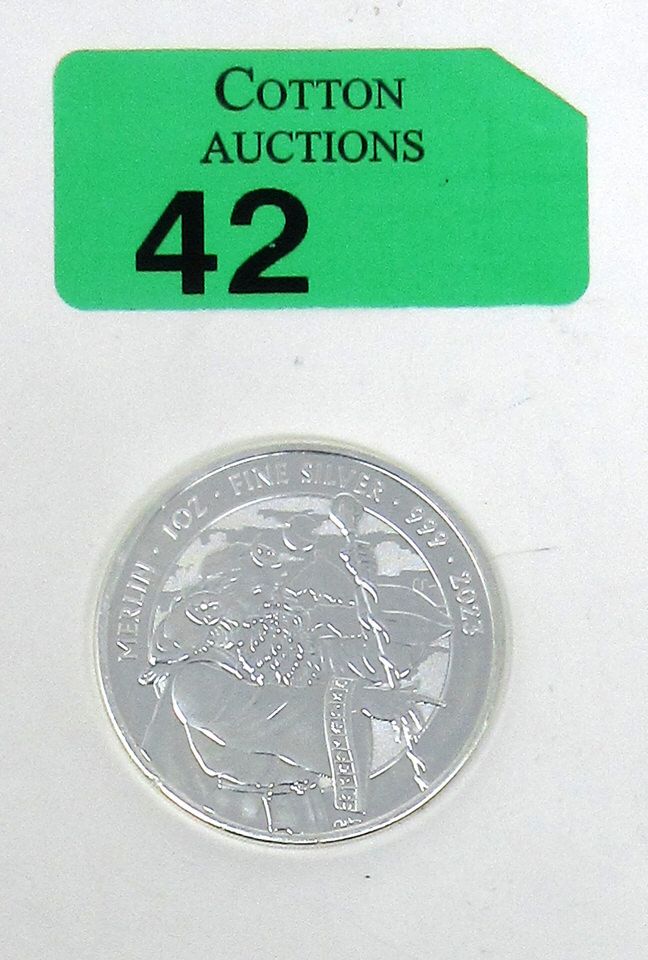 COTTON
AUCTIONS
42
MERLIN · 1OZ · FINE SILVER · 999 · 2023